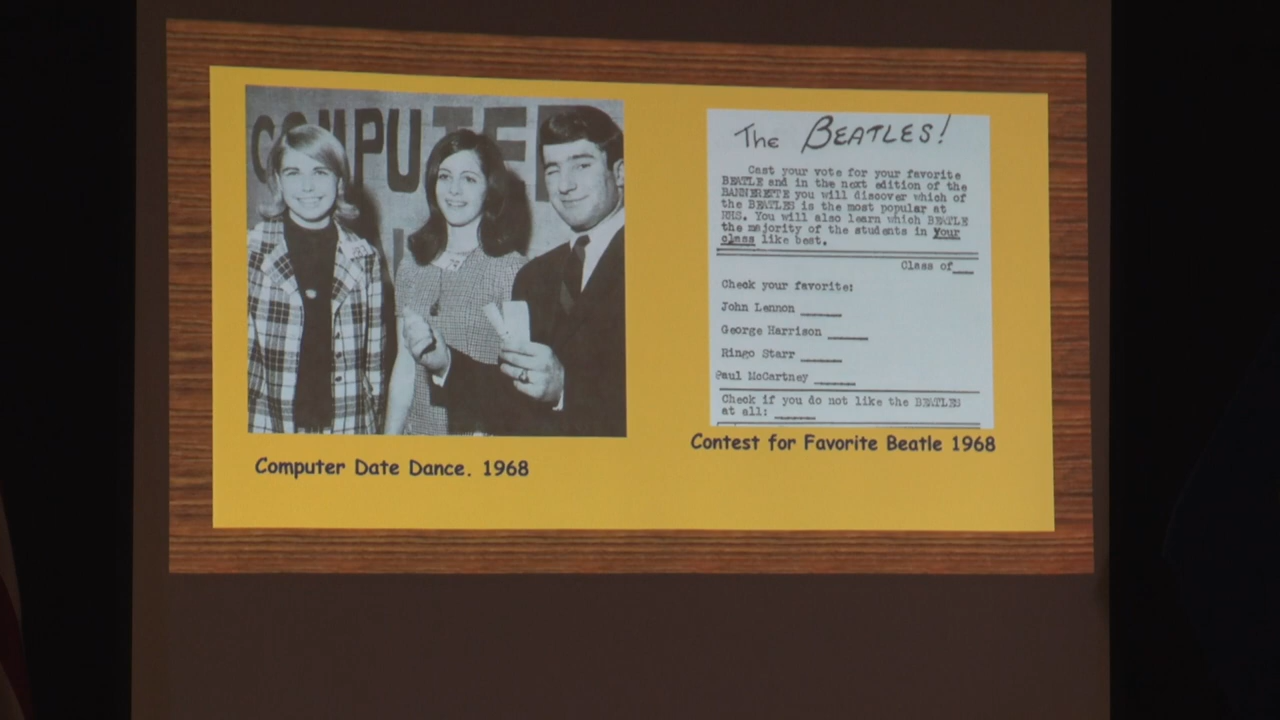 COMPUTER
Computer Date Dance. 1968
The BEATLES!
Cast your vote for your favorite
BEATLE and in the next edition of the
BANNERETTE you will discover which of
the BEATLES is the most popular at
RHS. You will also learn which BEATLE
the majority of the students in Your
class like best.
Class of
Check your favorite:
John Lennon
George Harrison
Ringo Starr
Paul McCartney
Check if you do not like the BEATLES
at all:
Contest for Favorite Beatle 1968